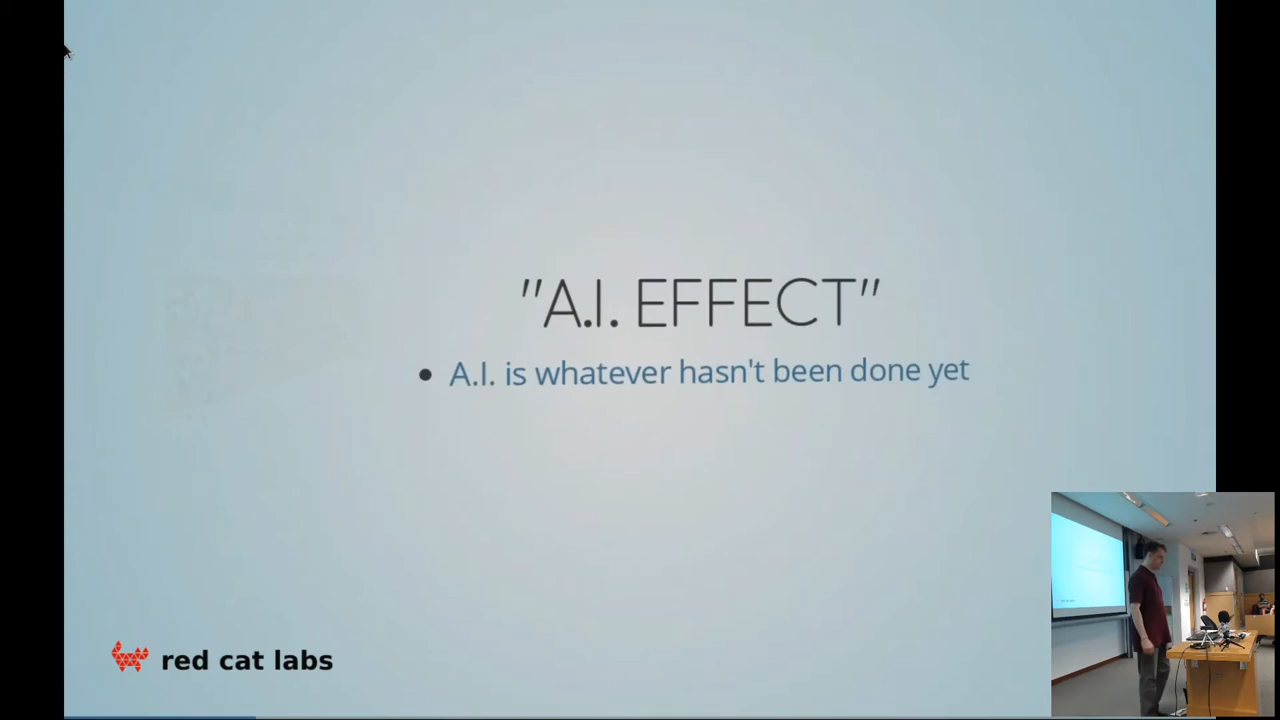 "A.I. EFFECT"
• A.I. is whatever hasn't been done yet
red cat labs